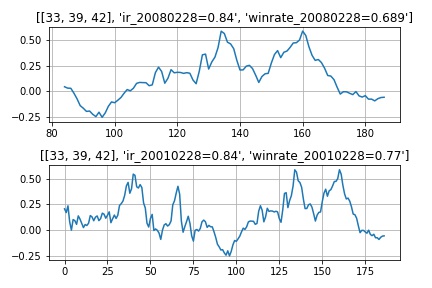 [[33, 39, 42], 'ir_20080228=0.84', 'winrate_20080228=0.689']
0.50
0.25
0.00
−0.25
80 100 120 140 160 180
[[33, 39, 42], 'ir_20010228=0.84', 'winrate_20010228=0.77']
0.50
0.25
0.00
−0.25
0 25 50 75 100 125 150 175